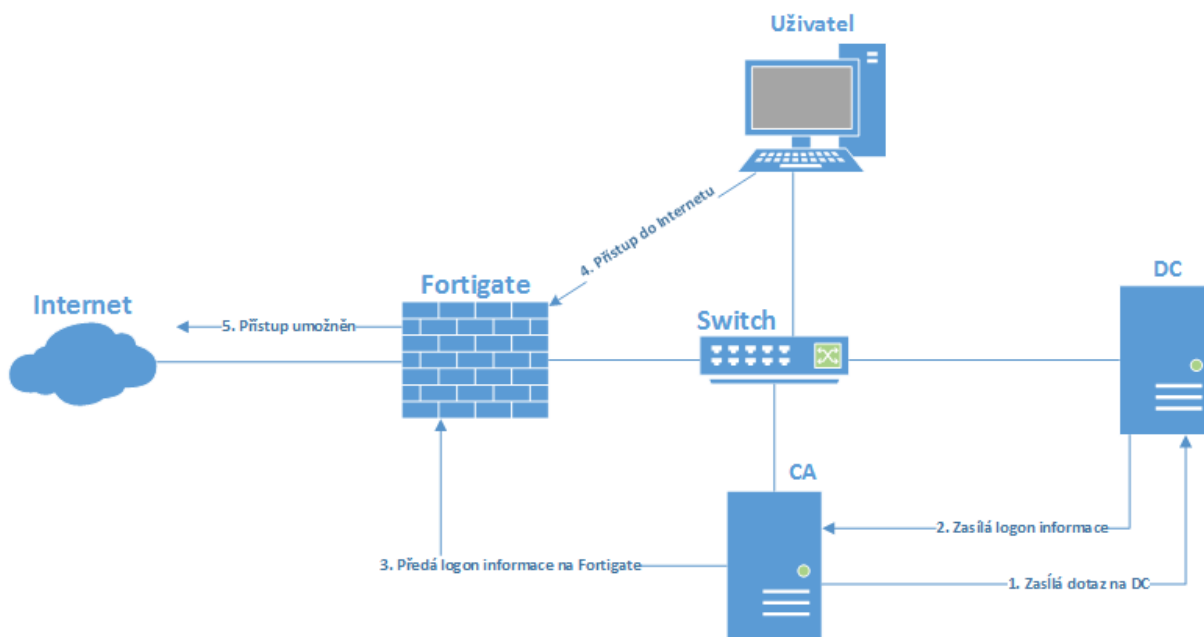 Uživatel
4. Přístup do Internetu
DC
Fortigate
Internet
Switch
5. Přístup umožněn
CA
2. Zasílá logon informace
3. Předá logon informace na Fortigate
1. Zasílá dotaz na DC